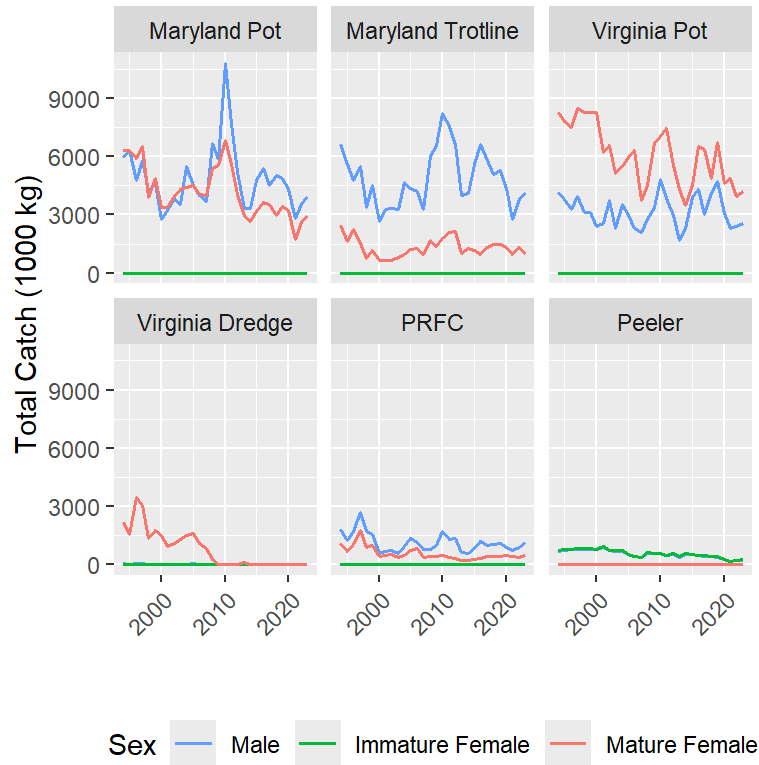 Maryland Pot Maryland Trotline Virginia Pot
9000
6000
3000
0
Total Catch (1000 kg)
Virginia Dredge PRFC Peeler
9000
6000
3000
0
2000 2010 2020 2000 2010 2020 2000 2010 2020
Sex Male Immature Female Mature Female